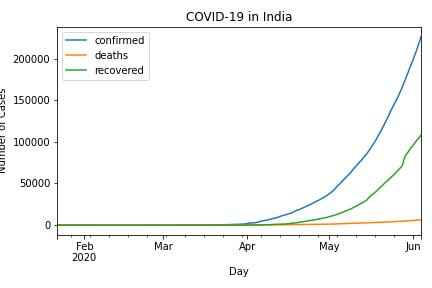 COVID-19 in India
confirmed
deaths
recovered
200000
150000
100000
50000
0
Number of Cases
Feb
2020
Mar
Apr
May
Jun
Day